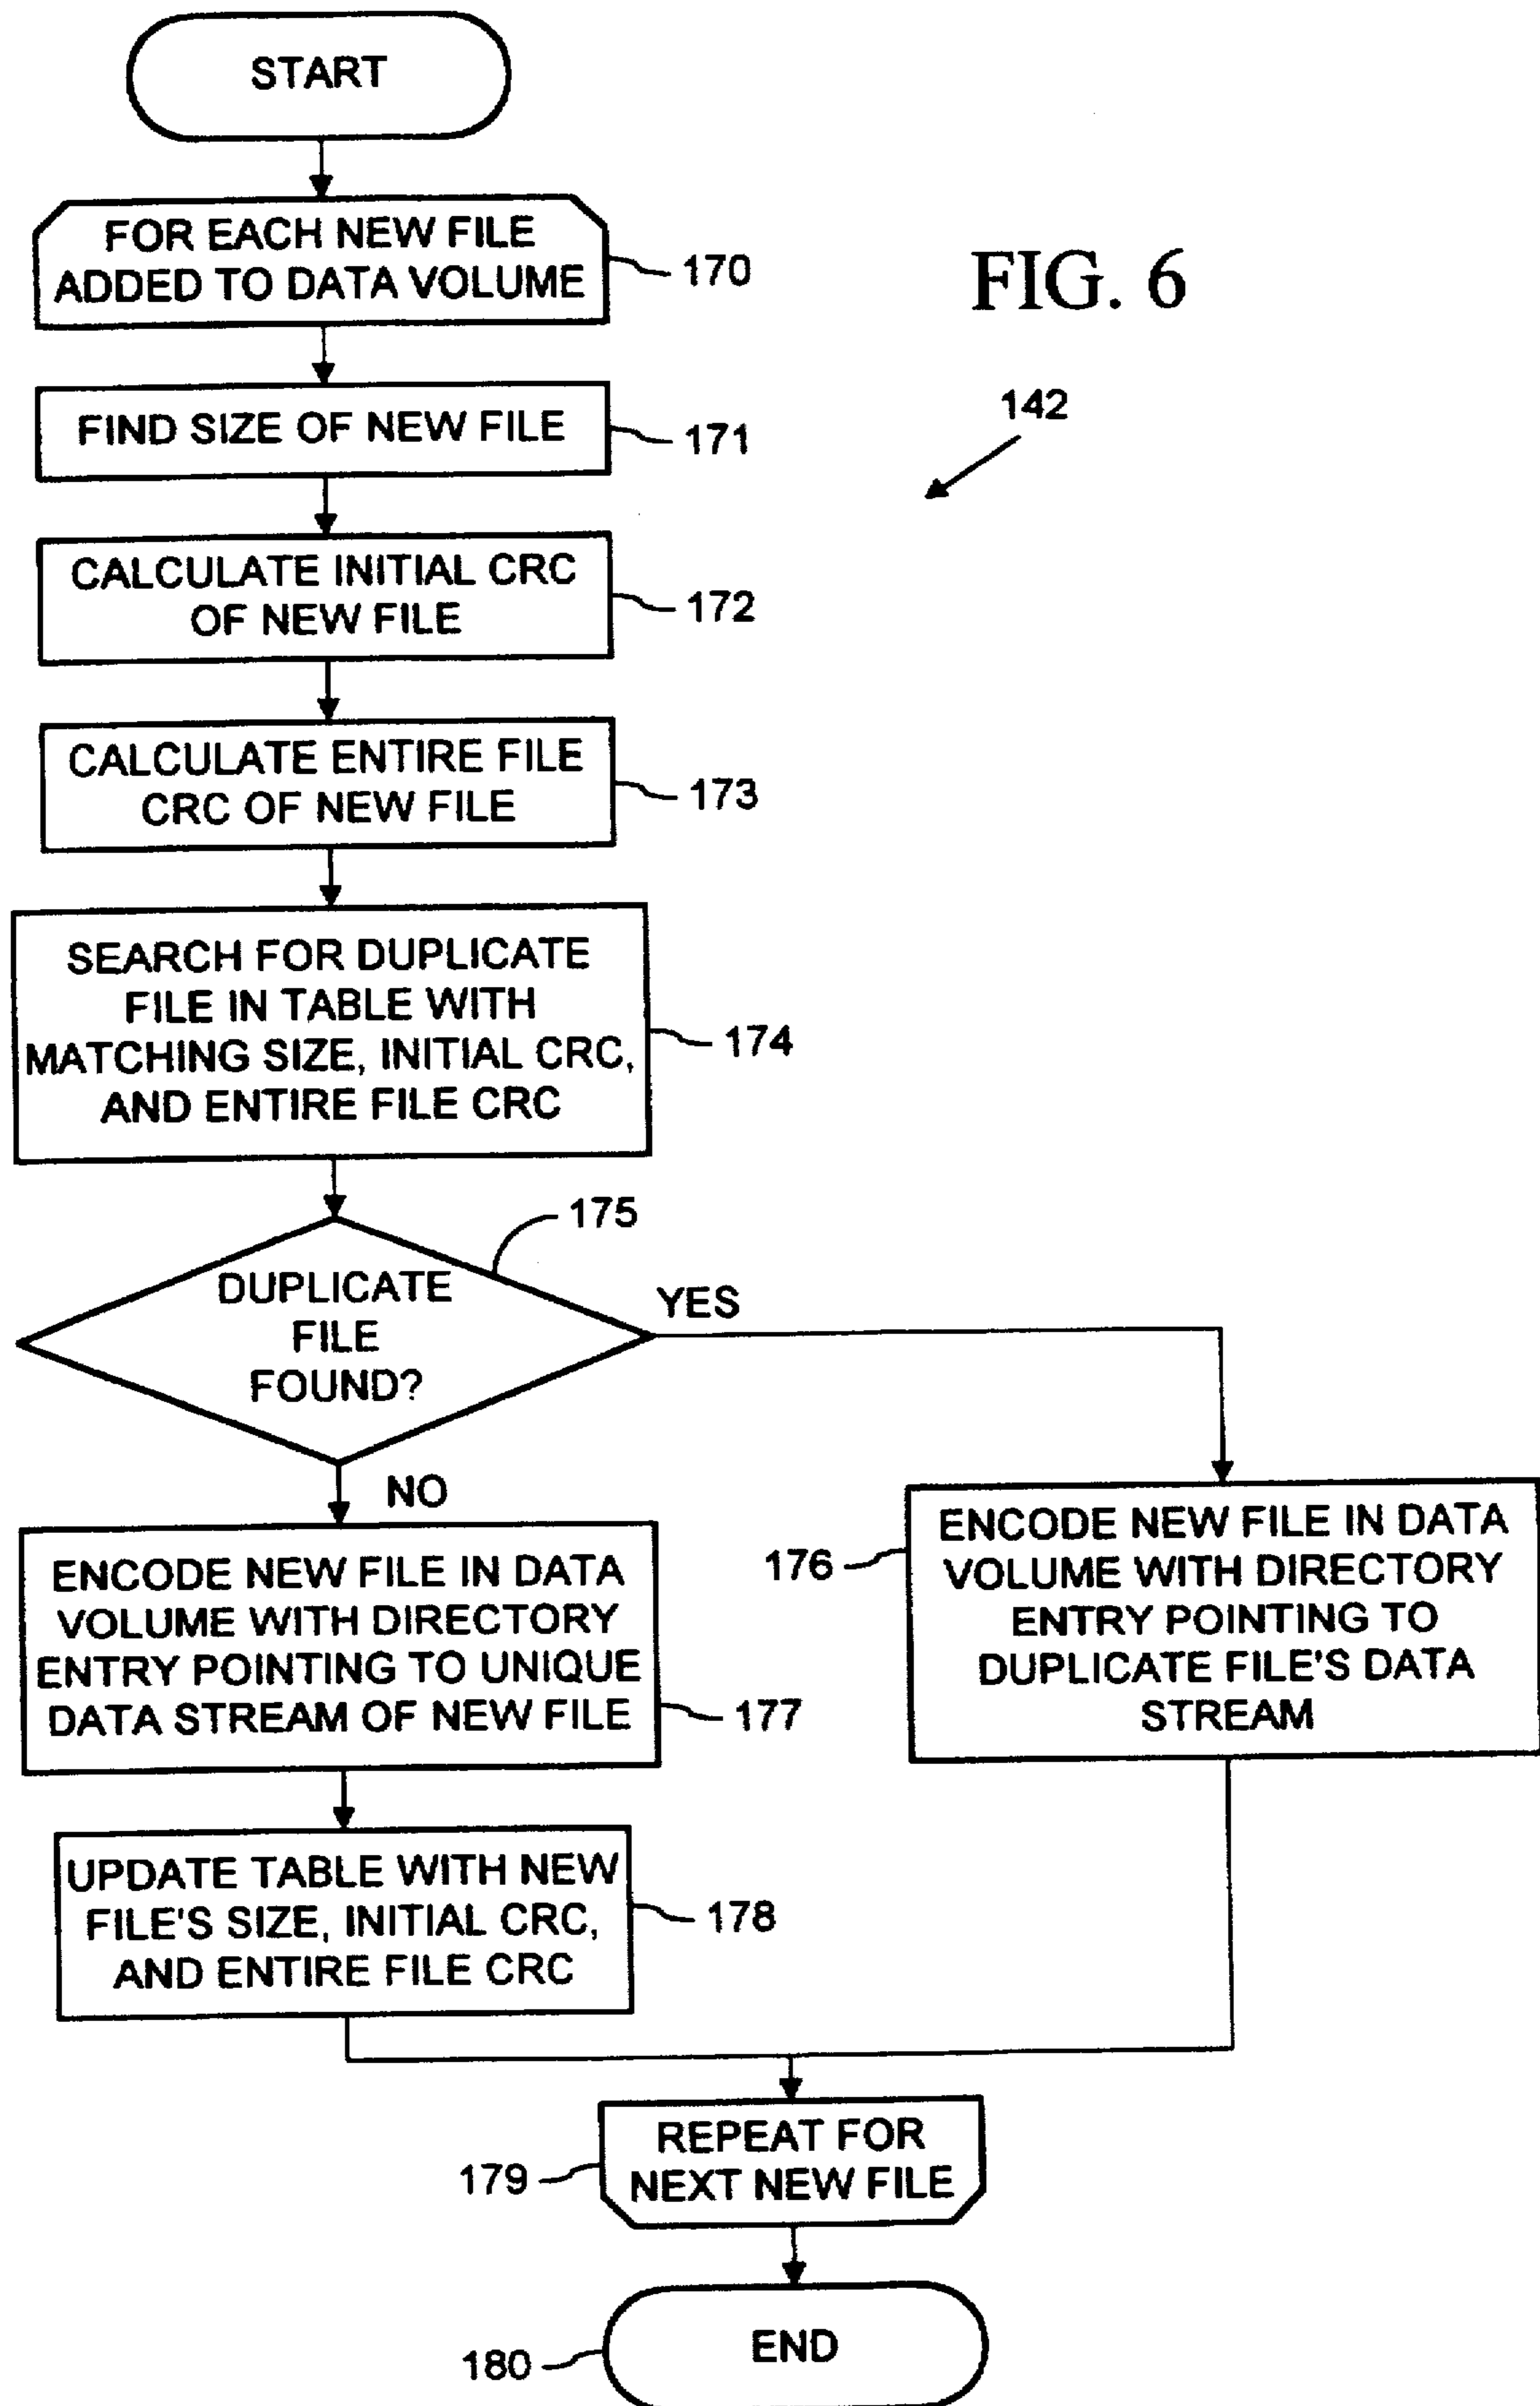 START
FOR EACH NEW FILE
ADDED TO DATA VOLUME
170
FIG. 6
FIND SIZE OF NEW FILE
171
142
CALCULATE INITIAL CRC
OF NEW FILE
172
CALCULATE ENTIRE FILE
CRC OF NEW FILE
173
SEARCH FOR DUPLICATE
FILE IN TABLE WITH
MATCHING SIZE, INITIAL CRC,
AND ENTIRE FILE CRC
174
175
DUPLICATE
FILE
FOUND?
YES
NO
ENCODE NEW FILE IN DATA
VOLUME WITH DIRECTORY
ENTRY POINTING TO
DUPLICATE FILE'S DATA
STREAM
176
ENCODE NEW FILE IN DATA
VOLUME WITH DIRECTORY
ENTRY POINTING TO UNIQUE
DATA STREAM OF NEW FILE
177
UPDATE TABLE WITH NEW
FILE'S SIZE, INITIAL CRC,
AND ENTIRE FILE CRC
178
REPEAT FOR
NEXT NEW FILE
179
END
180